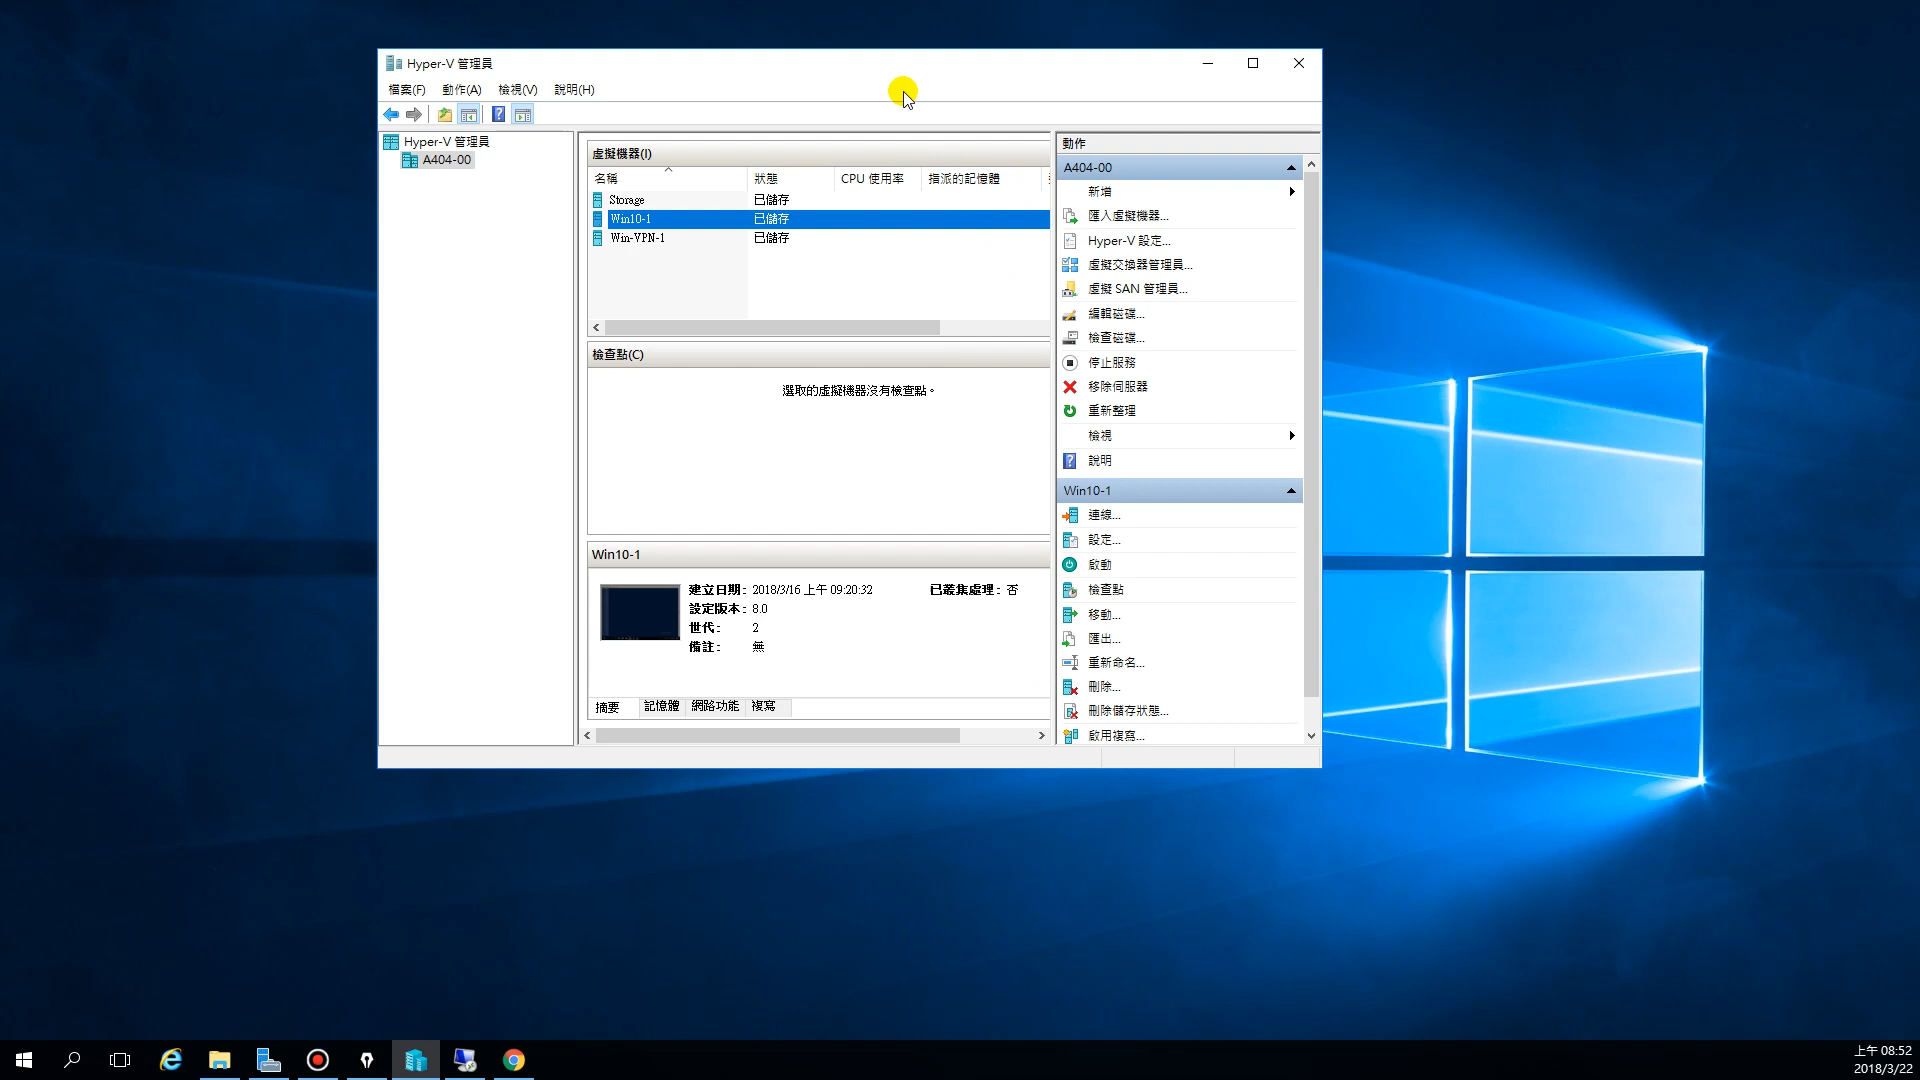 Hyper-V 管理員
檔案(F) 動作(A) 檢視(V) 說明(H)
Hyper-V 管理員
A404-00
虛擬機器(I)
名稱 狀態 CPU 使用率 指派的記憶體
Storage 已儲存
Win10-1 已儲存
Win-VPN-1 已儲存
檢查點(C)
選取的虛擬機器沒有檢查點。
Win10-1
建立日期: 2018/3/16 上午 09:20:32 已叢集處理: 否
設定版本: 8.0
世代: 2
備註: 無
摘要 記憶體 網路功能 複寫
動作
A404-00
新增
匯入虛擬機器...
Hyper-V 設定...
虛擬交換器管理員...
虛擬 SAN 管理員...
編輯磁碟...
檢查磁碟...
停止服務
移除伺服器
重新整理
檢視
說明
Win10-1
連線...
設定...
啟動
檢查點
移動...
匯出...
重新命名...
刪除...
刪除儲存狀態...
啟用複寫...
上午 08:52
2018/3/22